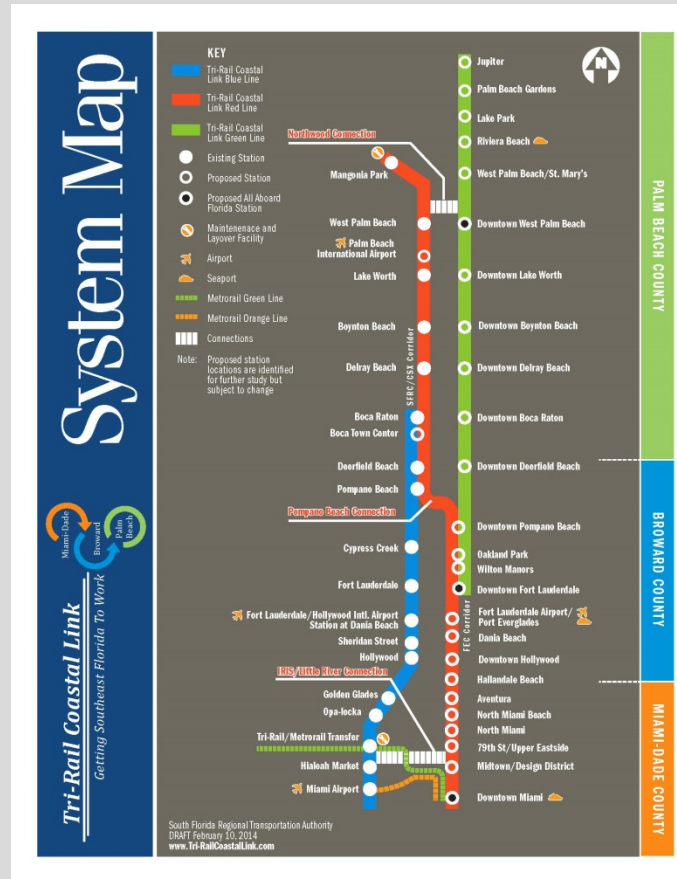 System Map
Miami-Dade
Broward
Palm
Beach
Tri-Rail Coastal Link
Getting Southeast Florida To Work
KEY
Tri-Rail Coastal
Link Blue Line
Tri-Rail Coastal
Link Red Line
Tri-Rail Coastal
Link Green Line
Existing Station
Proposed Station
Proposed All Aboard
Florida Station
Maintenenace and
Layover Facility
Airport
Seaport
Metrorail Green Line
Metrorail Orange Line
Connections
Note: Proposed station
locations are identified
for further study but
subject to change
N
Northwood Connection
Mangonia Park
West Palm Beach
Palm Beach
International Airport
Lake Worth
Boynton Beach
Delray Beach
SFRC/CSX Corridor
Boca Raton
Boca Town Center
Deerfield Beach
Pompano Beach
Pompano Beach Connection
Cypress Creek
Fort Lauderdale
Fort Lauderdale/Hollywood Intl. Airport
Station at Dania Beach
Sheridan Street
Hollywood
IRIS/Little River Connection
Golden Glades
Opa-locka
Tri-Rail/Metrorail Transfer
Hialeah Market
Miami Airport
Jupiter
Palm Beach Gardens
Lake Park
Riviera Beach
West Palm Beach/St. Mary's
Downtown West Palm Beach
Downtown Lake Worth
Downtown Boynton Beach
Downtown Delray Beach
Downtown Boca Raton
Downtown Deerfield Beach
Downtown Pompano Beach
Oakland Park
Wilton Manors
Downtown Fort Lauderdale
FEC Corridor
Fort Lauderdale Airport/
Port Everglades
Dania Beach
Downtown Hollywood
Hallandale Beach
Aventura
North Miami Beach
North Miami
79th St/Upper Eastside
Midtown/Design District
Downtown Miami
PALM BEACH COUNTY
BROWARD COUNTY
MIAMI-DADE COUNTY
South Florida Regional Transportation Authority
DRAFT February 10, 2014
www.Tri-RailCoastalLink.com